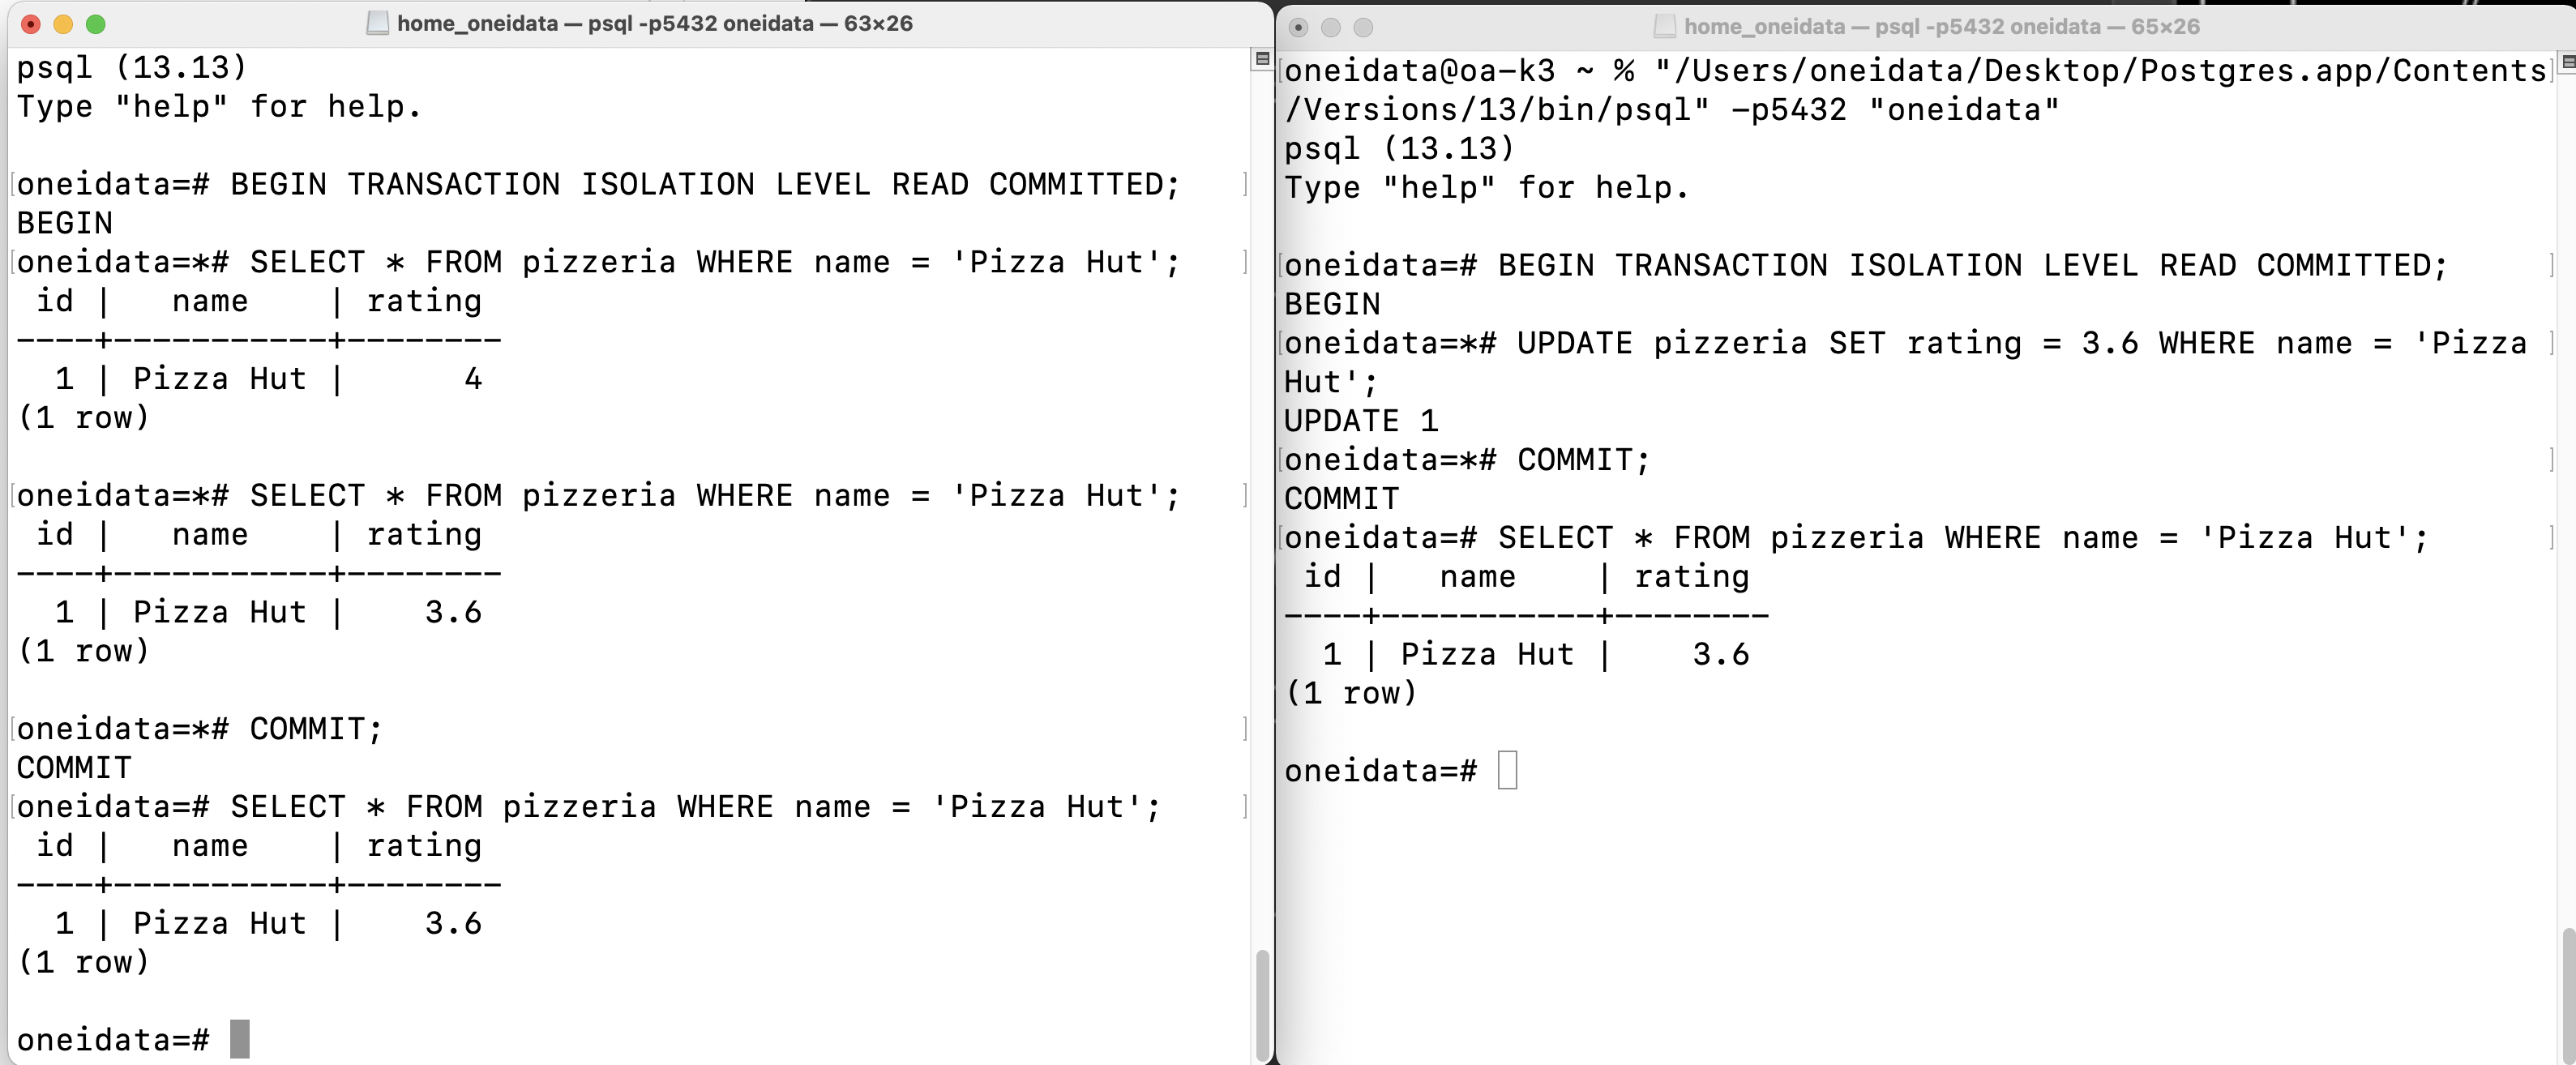 home_oneidata — psql -p5432 oneidata — 63×26
psql (13.13)
Type "help" for help.
oneidata=# BEGIN TRANSACTION ISOLATION LEVEL READ COMMITTED;
BEGIN
oneidata=*# SELECT * FROM pizzeria WHERE name = 'Pizza Hut';
 id |   name    | rating
----+-----------+--------
  1 | Pizza Hut |      4
(1 row)
oneidata=*# SELECT * FROM pizzeria WHERE name = 'Pizza Hut';
 id |   name    | rating
----+-----------+--------
  1 | Pizza Hut |    3.6
(1 row)
oneidata=*# COMMIT;
COMMIT
oneidata=# SELECT * FROM pizzeria WHERE name = 'Pizza Hut';
 id |   name    | rating
----+-----------+--------
  1 | Pizza Hut |    3.6
(1 row)
oneidata=#
home_oneidata — psql -p5432 oneidata — 65×26
oneidata@oa-k3 ~ % "/Users/oneidata/Desktop/Postgres.app/Contents
/Versions/13/bin/psql" -p5432 "oneidata"
psql (13.13)
Type "help" for help.
oneidata=# BEGIN TRANSACTION ISOLATION LEVEL READ COMMITTED;
BEGIN
oneidata=*# UPDATE pizzeria SET rating = 3.6 WHERE name = 'Pizza
Hut';
UPDATE 1
oneidata=*# COMMIT;
COMMIT
oneidata=# SELECT * FROM pizzeria WHERE name = 'Pizza Hut';
 id |   name    | rating
----+-----------+--------
  1 | Pizza Hut |    3.6
(1 row)
oneidata=#